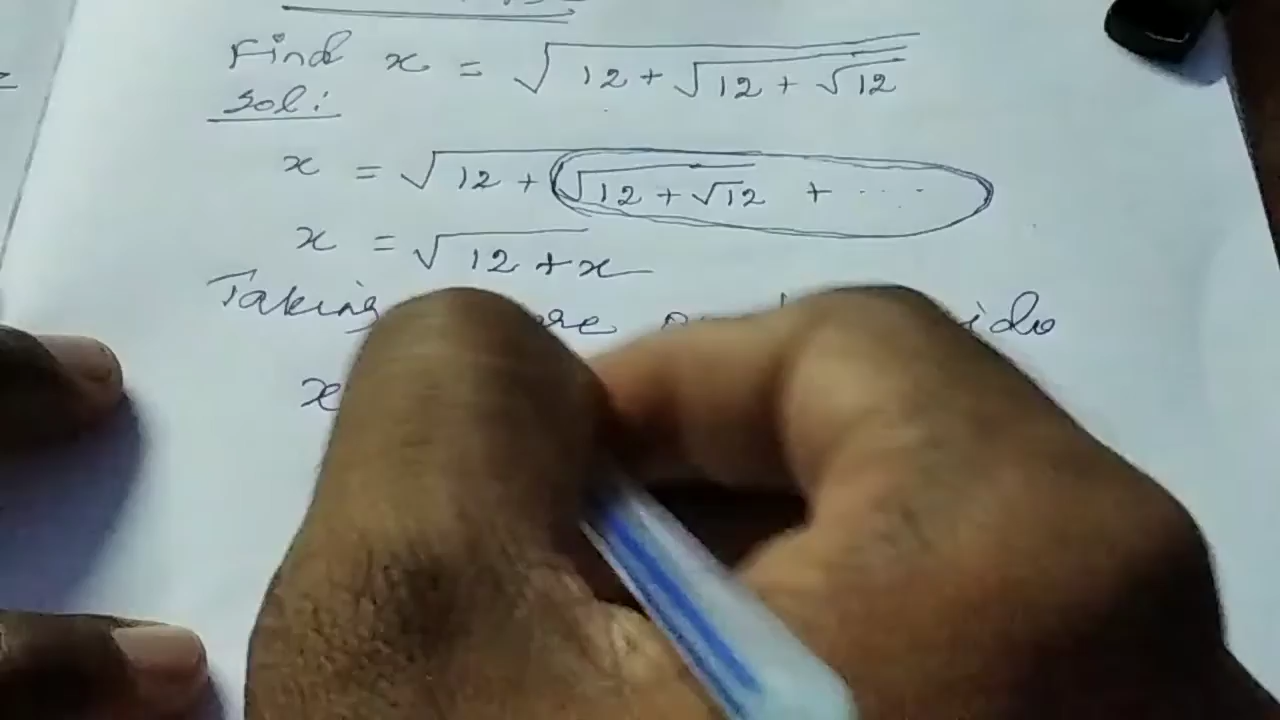 Find x = √12 + √12 + √12
Sol:
x = √12 + √12 + √12 + ....
x = √12 + x
Taking
x